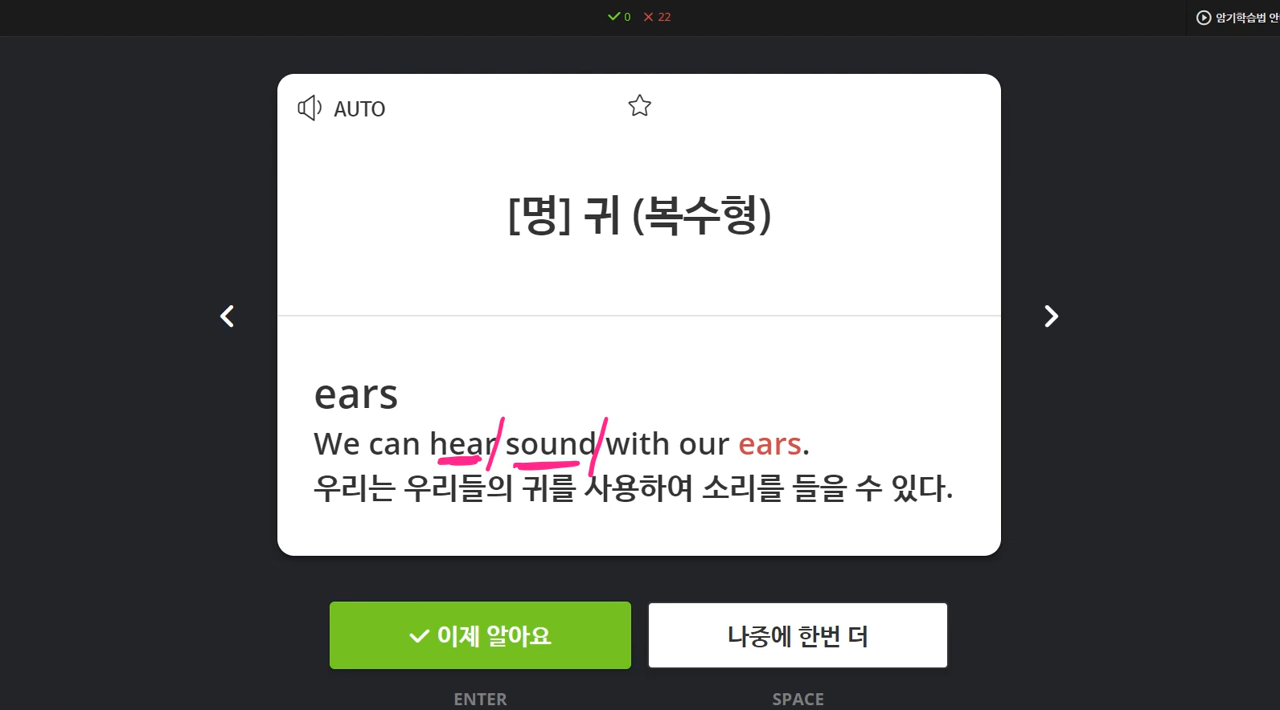 0 22
암기학습법 안
AUTO
[명] 귀 (복수형)
ears
We can hear sound with our ears.
우리는 우리들의 귀를 사용하여 소리를 들을 수 있다.
이제 알아요
나중에 한번 더
ENTER
SPACE